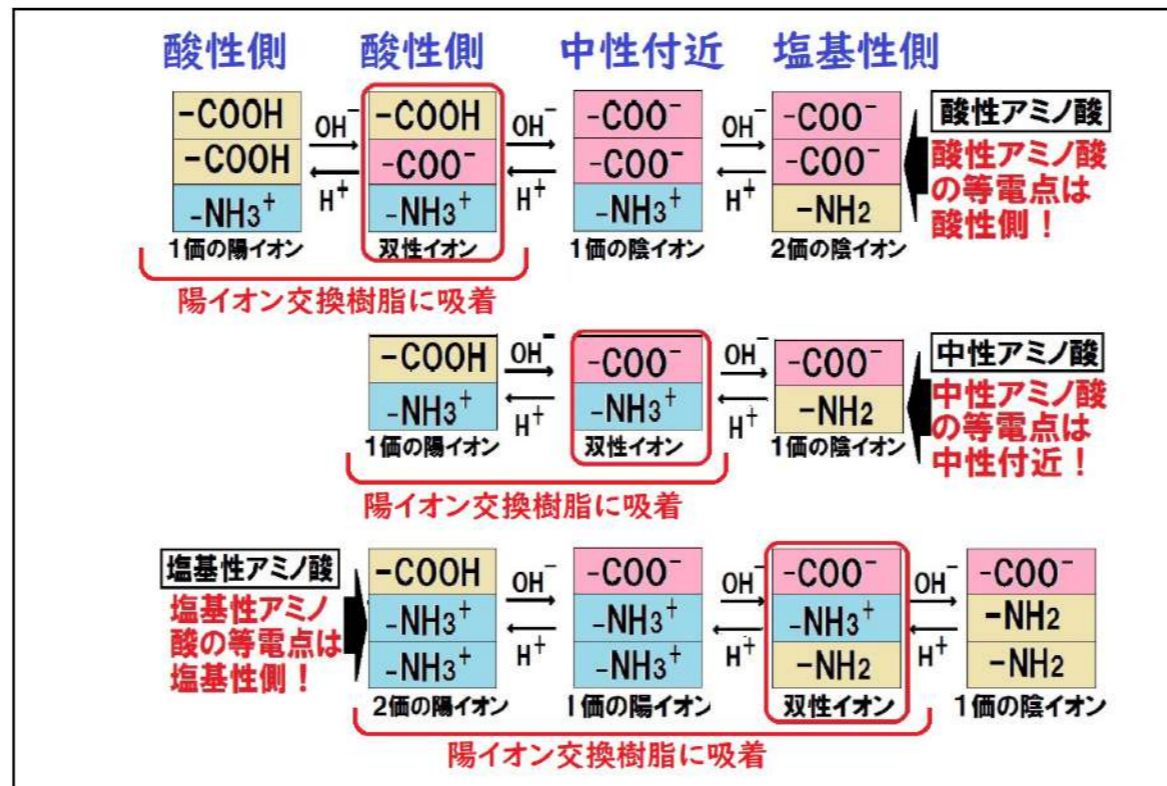 酸性側 酸性側 中性付近 塩基性側
-COOH OH⁻ -COOH OH⁻ -COO⁻ OH⁻ -COO⁻ 酸性アミノ酸
-COOH -COO⁻ -COO⁻ -COO⁻ 酸性アミノ酸
H⁺ H⁺ H⁺ の等電点は
-NH3⁺ -NH3⁺ -NH3⁺ -NH2 酸性側！
1価の陽イオン 双性イオン 1価の陰イオン 2価の陰イオン
陽イオン交換樹脂に吸着
-COOH OH⁻ -COO⁻ OH⁻ -COO⁻ 中性アミノ酸
-NH3⁺ H⁺ -NH3⁺ H⁺ -NH2 中性アミノ酸
の等電点は
1価の陽イオン 双性イオン 1価の陰イオン 中性付近！
陽イオン交換樹脂に吸着
塩基性アミノ酸 -COOH OH⁻ -COO⁻ OH⁻ -COO⁻ OH⁻ -COO⁻
塩基性アミノ -NH3⁺ -NH3⁺ -NH3⁺ -NH2
酸の等電点は H⁺ H⁺ H⁺
塩基性側！ -NH3⁺ -NH3⁺ -NH2 -NH2
2価の陽イオン 1価の陽イオン 双性イオン 1価の陰イオン
陽イオン交換樹脂に吸着